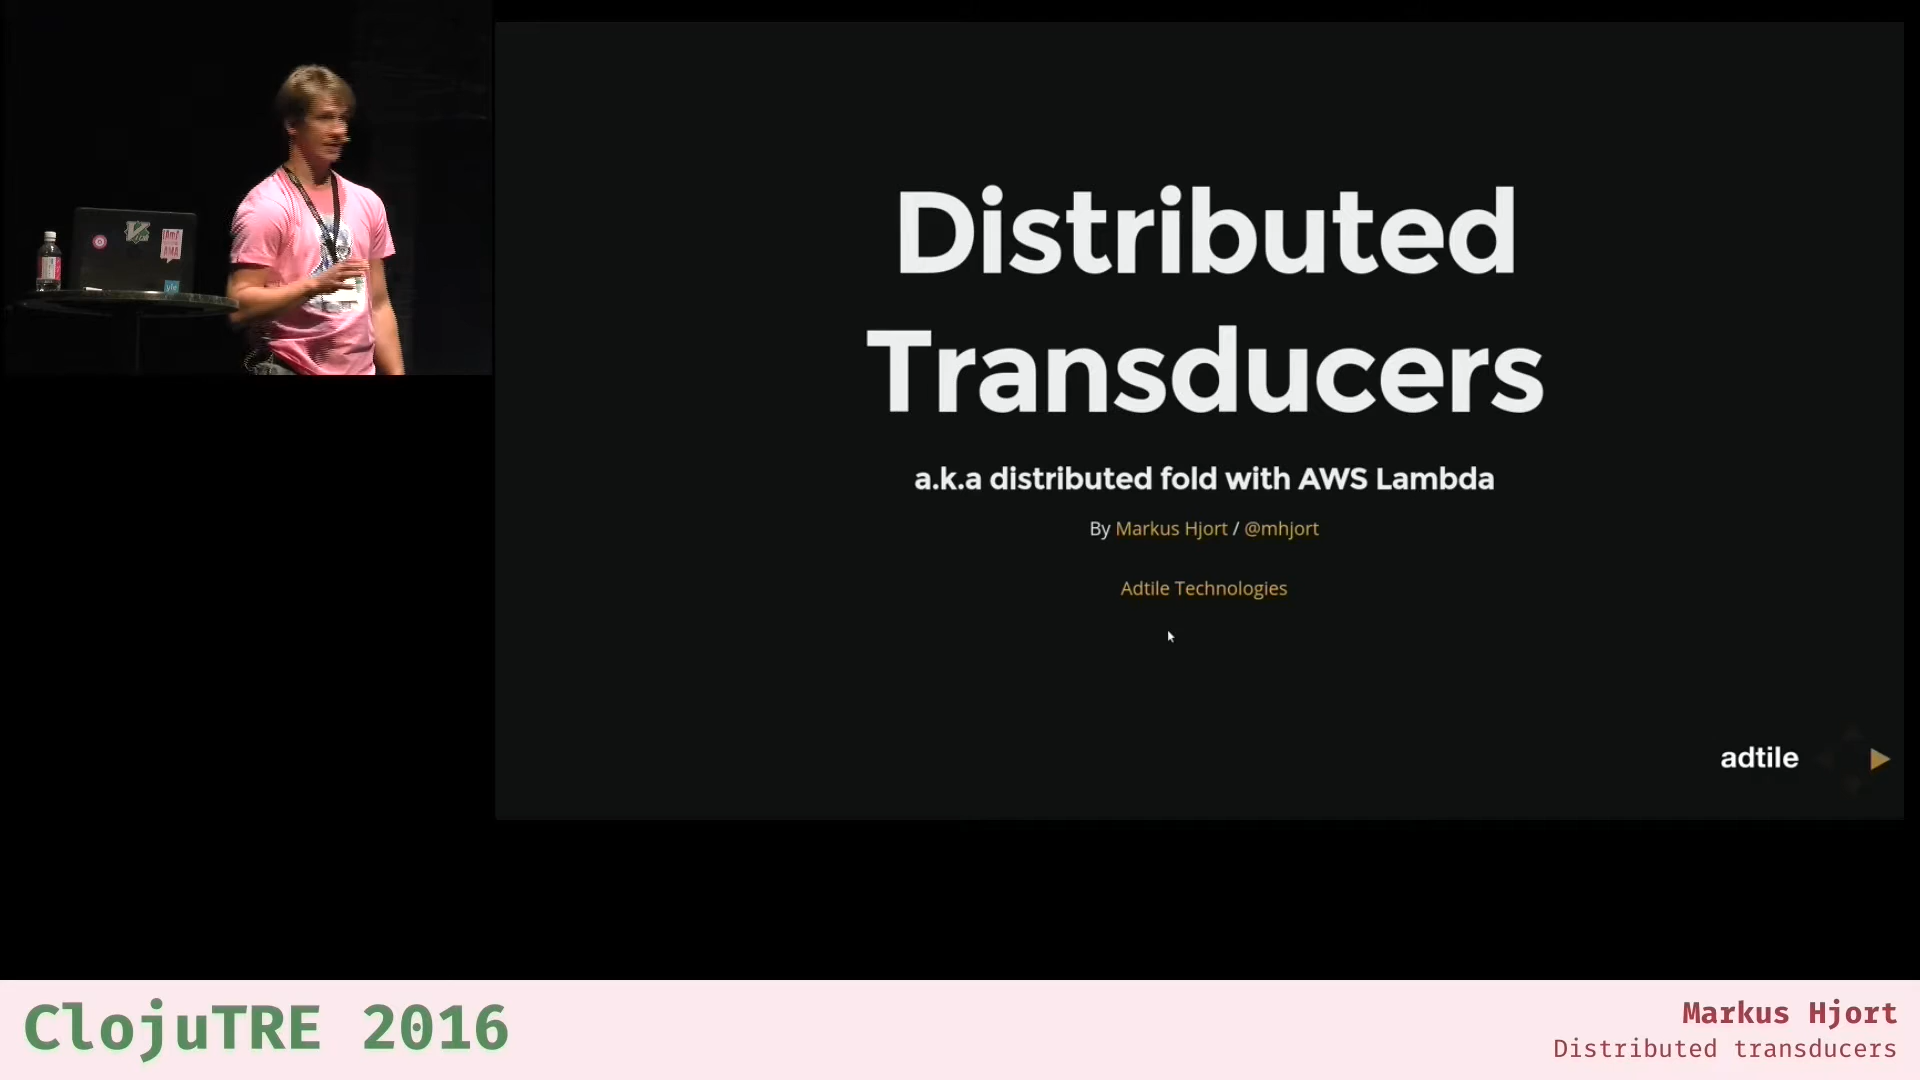 Distributed
Transducers
a.k.a distributed fold with AWS Lambda
By Markus Hjort / @mhjort
Adtile Technologies
adtile
ClojuTRE 2016
Markus Hjort
Distributed transducers